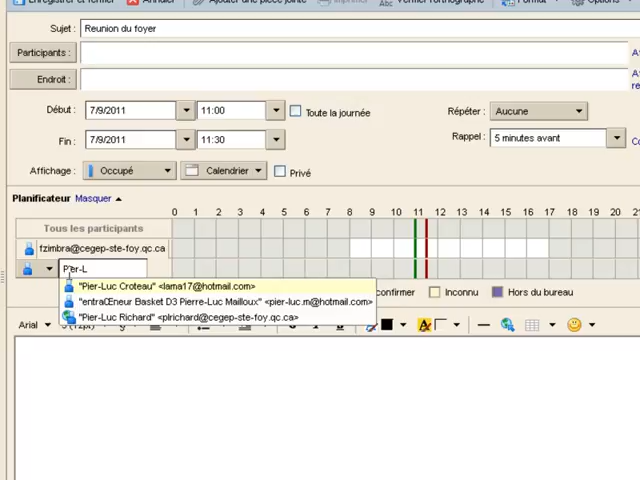 Enregistrer et fermer Annuler Ajouter une pièce jointe Imprimer Vérifier l'orthographe Format Options
Sujet : Reunion du foyer
Participants :
Endroit :
Début : 7/9/2011 11:00 Toute la journée Répéter : Aucune
Fin : 7/9/2011 11:30 Rappel : 5 minutes avant
Affichage : Occupé Calendrier Privé
Planificateur Masquer
0 1 2 3 4 5 6 7 8 9 10 11 12 13 14 15 16 17 18 19 20 21
Tous les participants
fzimbra@cegep-ste-foy.qc.ca
Pier-L
"Pier-Luc Croteau" <lama17@hotmail.com> confirmer Inconnu Hors du bureau
"entraŒneur Basket D3 Pierre-Luc Mailloux" <pier-luc.m@hotmail.com>
"Pier-Luc Richard" <plrichard@cegep-ste-foy.qc.ca>
Arial